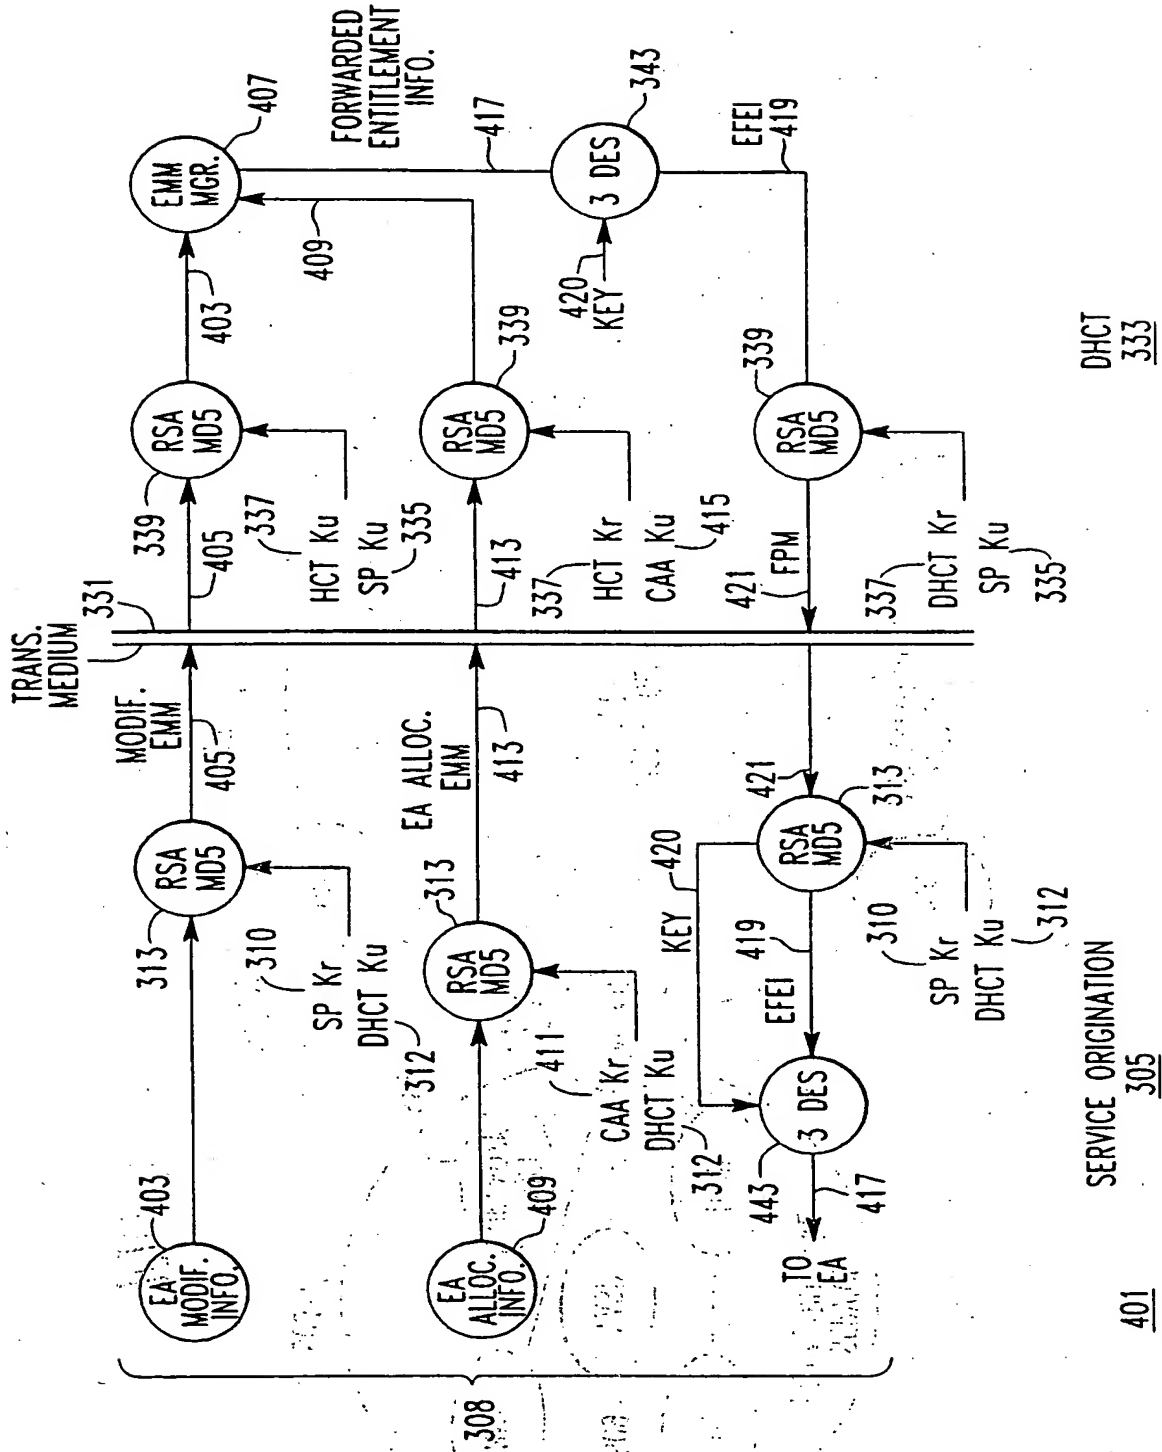 TRANS.
MEDIUM
331
308
EA
MODIF.
INFO.
403
313
RSA
MD5
310
SP Kr
DHCT Ku
312
MODIF.
EMM
405
405
339
RSA
MD5
337
HCT Ku
SP Ku
335
403
EMM
MGR.
407
FORWARDED
ENTITLEMENT
INFO.
409
417
EA
ALLOC.
INFO.
409
RSA
MD5
313
411
CAA Kr
DHCT Ku
312
EA ALLOC.
EMM
413
413
RSA
MD5
339
337
HCT Kr
CAA Ku
415
420
KEY
3 DES
343
EFEI
419
TO
EA
417
443
3 DES
KEY
420
EFEI
419
RSA
MD5
313
421
310
SP Kr
DHCT Ku
312
421
FPM
RSA
MD5
339
337
DHCT Kr
SP Ku
335
SERVICE ORIGINATION
305
DHCT
333
401